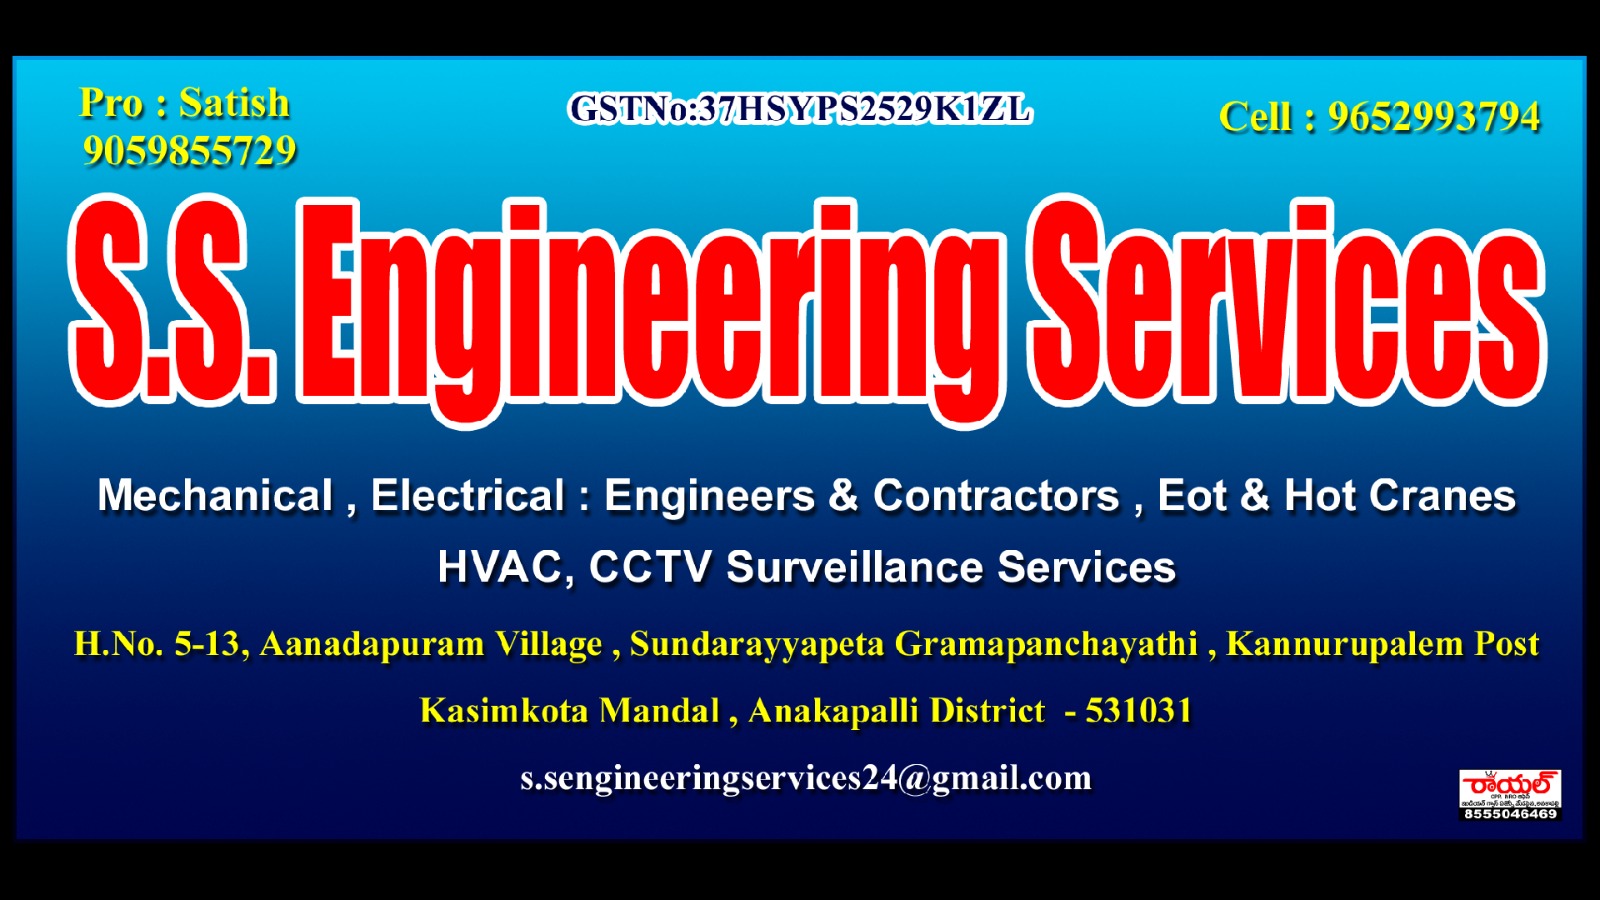 Pro : Satish
9059855729
GSTNo:37HSYPS2529K1ZL
Cell : 9652993794
S.S. Engineering Services
Mechanical , Electrical : Engineers & Contractors , Eot & Hot Cranes
HVAC, CCTV Surveillance Services
H.No. 5-13, Aanadapuram Village , Sundarayyapeta Gramapanchayathi , Kannurupalem Post
Kasimkota Mandal , Anakapalli District - 531031
s.sengineeringservices24@gmail.com
రాయల్
8555046469